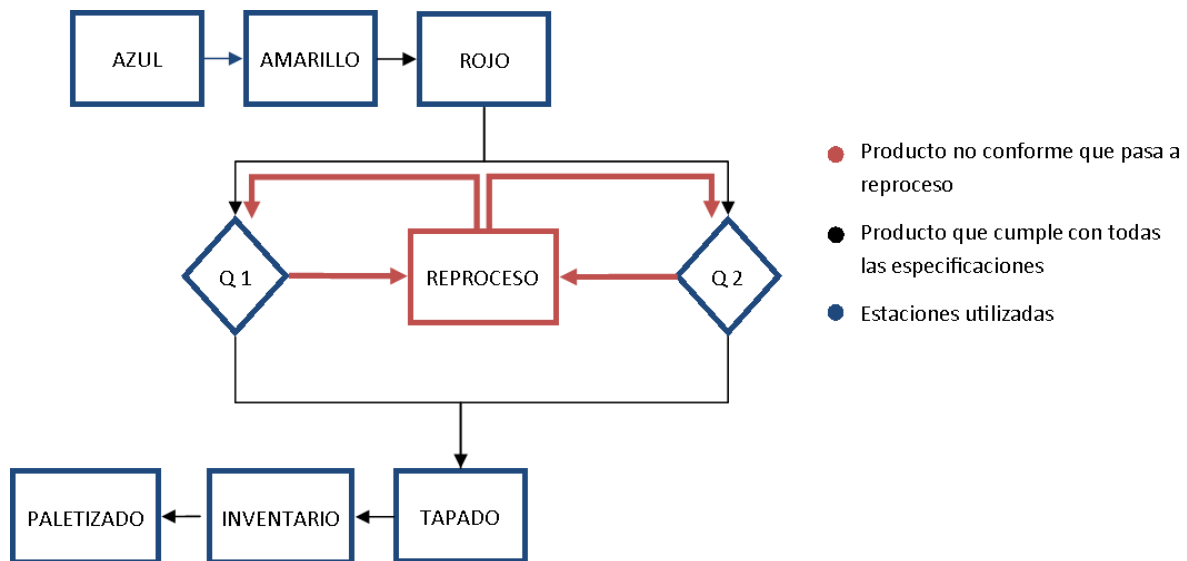 AZUL
AMARILLO
ROJO
Q 1
REPROCESO
Q 2
Producto no conforme que pasa a
reproceso
Producto que cumple con todas
las especificaciones
Estaciones utilizadas
PALETIZADO
INVENTARIO
TAPADO